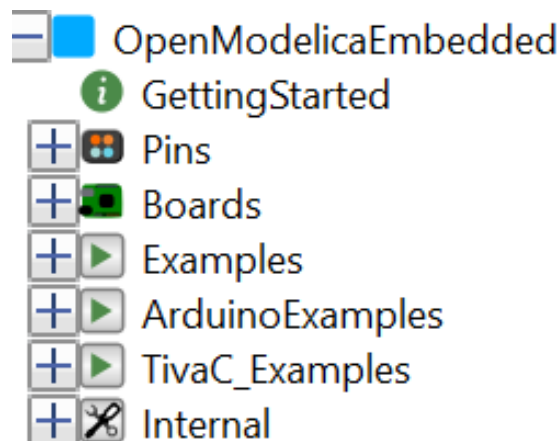 OpenModelicaEmbedded
GettingStarted
Pins
Boards
Examples
ArduinoExamples
TivaC_Examples
Internal